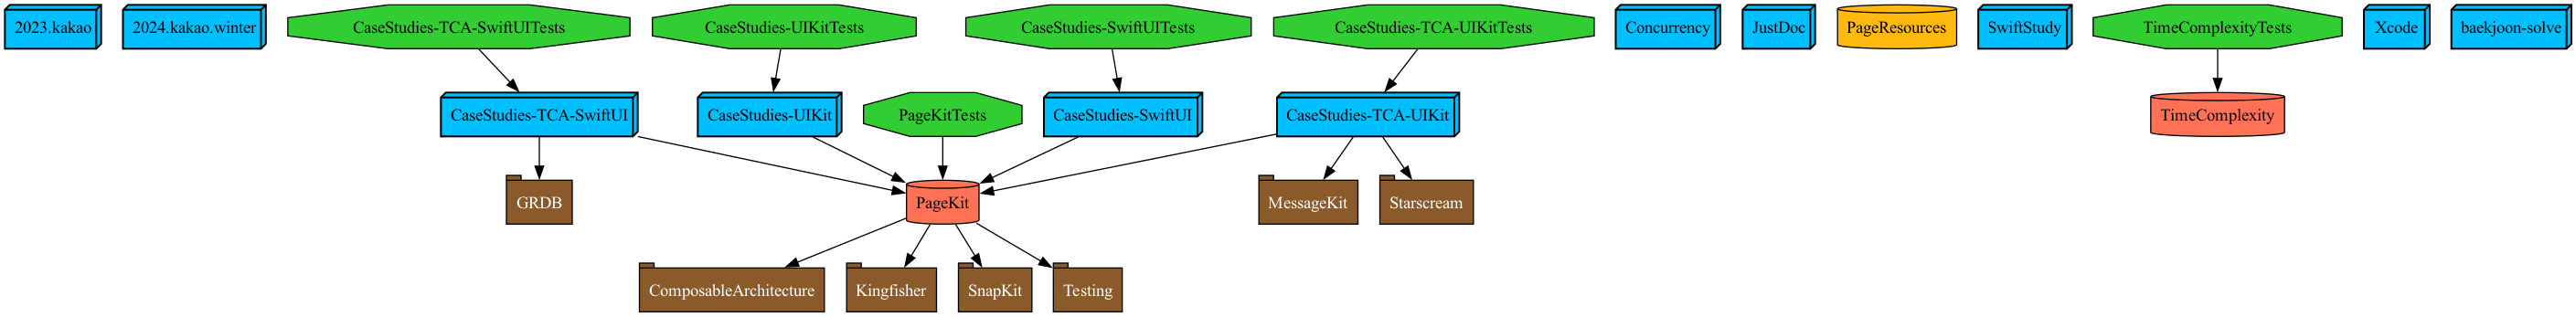 2023.kakao
2024.kakao.winter
CaseStudies-TCA-SwiftUITests
CaseStudies-UIKitTests
CaseStudies-SwiftUITests
CaseStudies-TCA-UIKitTests
Concurrency
JustDoc
PageResources
SwiftStudy
TimeComplexityTests
Xcode
baekjoon-solve
CaseStudies-TCA-SwiftUI
CaseStudies-UIKit
PageKitTests
CaseStudies-SwiftUI
CaseStudies-TCA-UIKit
TimeComplexity
GRDB
PageKit
MessageKit
Starscream
ComposableArchitecture
Kingfisher
SnapKit
Testing